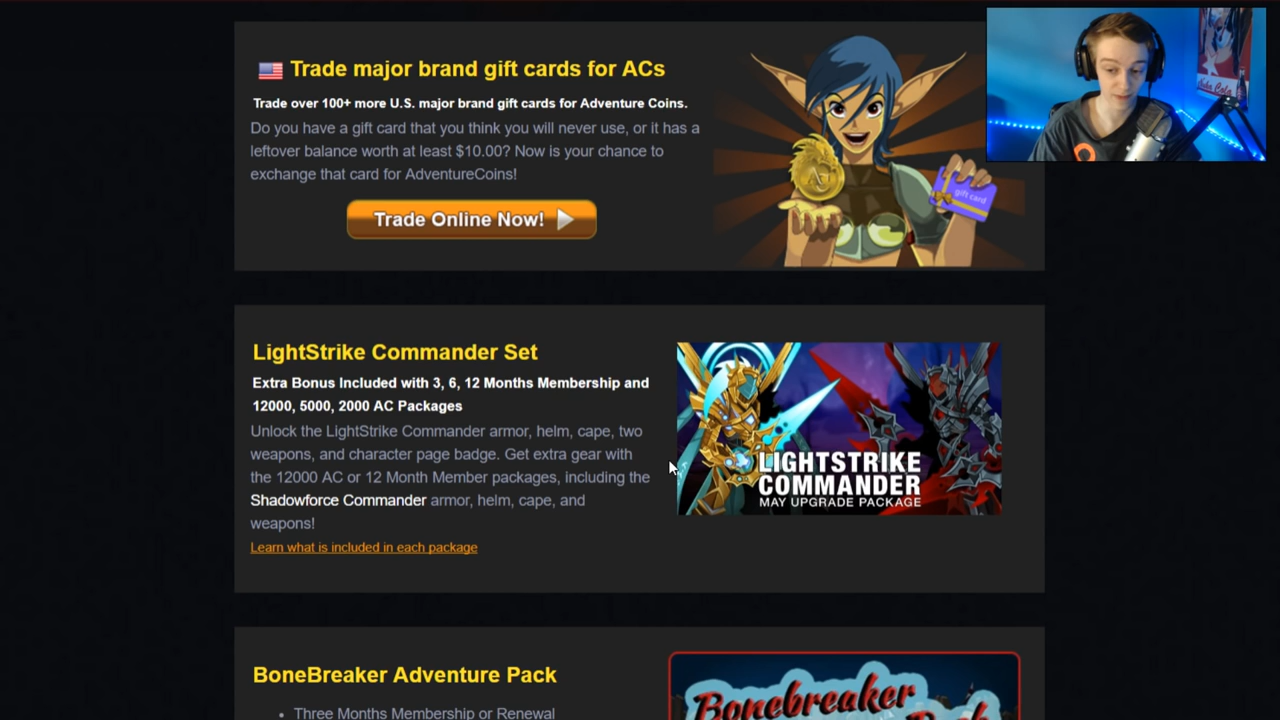 Trade major brand gift cards for ACs
Trade over 100+ more U.S. major brand gift cards for Adventure Coins.
Do you have a gift card that you think you will never use, or it has a
leftover balance worth at least $10.00? Now is your chance to
exchange that card for AdventureCoins!
Trade Online Now!
gift card
LightStrike Commander Set
Extra Bonus Included with 3, 6, 12 Months Membership and
12000, 5000, 2000 AC Packages
Unlock the LightStrike Commander armor, helm, cape, two
weapons, and character page badge. Get extra gear with
the 12000 AC or 12 Month Member packages, including the
Shadowforce Commander armor, helm, cape, and
weapons!
Learn what is included in each package
LIGHTSTRIKE
COMMANDER
MAY UPGRADE PACKAGE
BoneBreaker Adventure Pack
Three Months Membership or Renewal
Bonebreaker